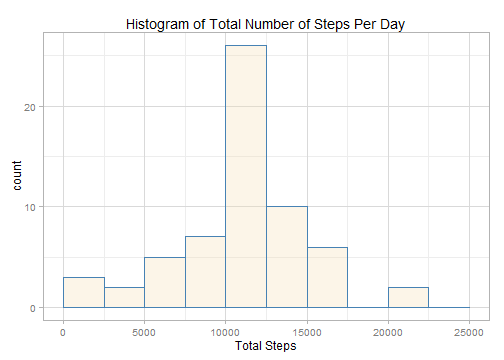 Histogram of Total Number of Steps Per Day
count
20
10
0
0 5000 10000 15000 20000 25000
Total Steps